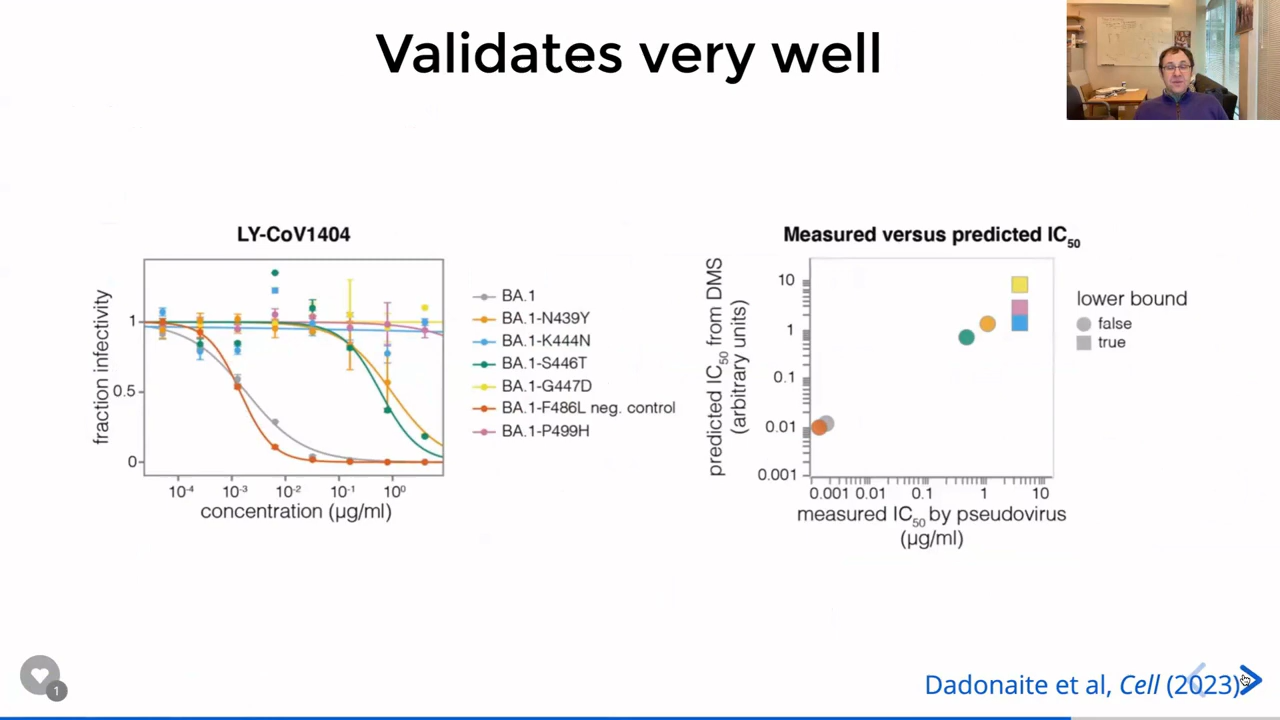 Validates very well
LY-CoV1404
fraction infectivity
1
0.5
0
10-4
10-3
10-2
10-1
100
concentration (µg/ml)
BA.1
BA.1-N439Y
BA.1-K444N
BA.1-S446T
BA.1-G447D
BA.1-F486L neg. control
BA.1-P499H
Measured versus predicted IC50
predicted IC50 from DMS
(arbitrary units)
10
1
0.1
0.01
0.001
0.001 0.01 0.1 1 10
measured IC50 by pseudovirus
(µg/ml)
lower bound
false
true
1
Dadonaite et al, Cell (2023)